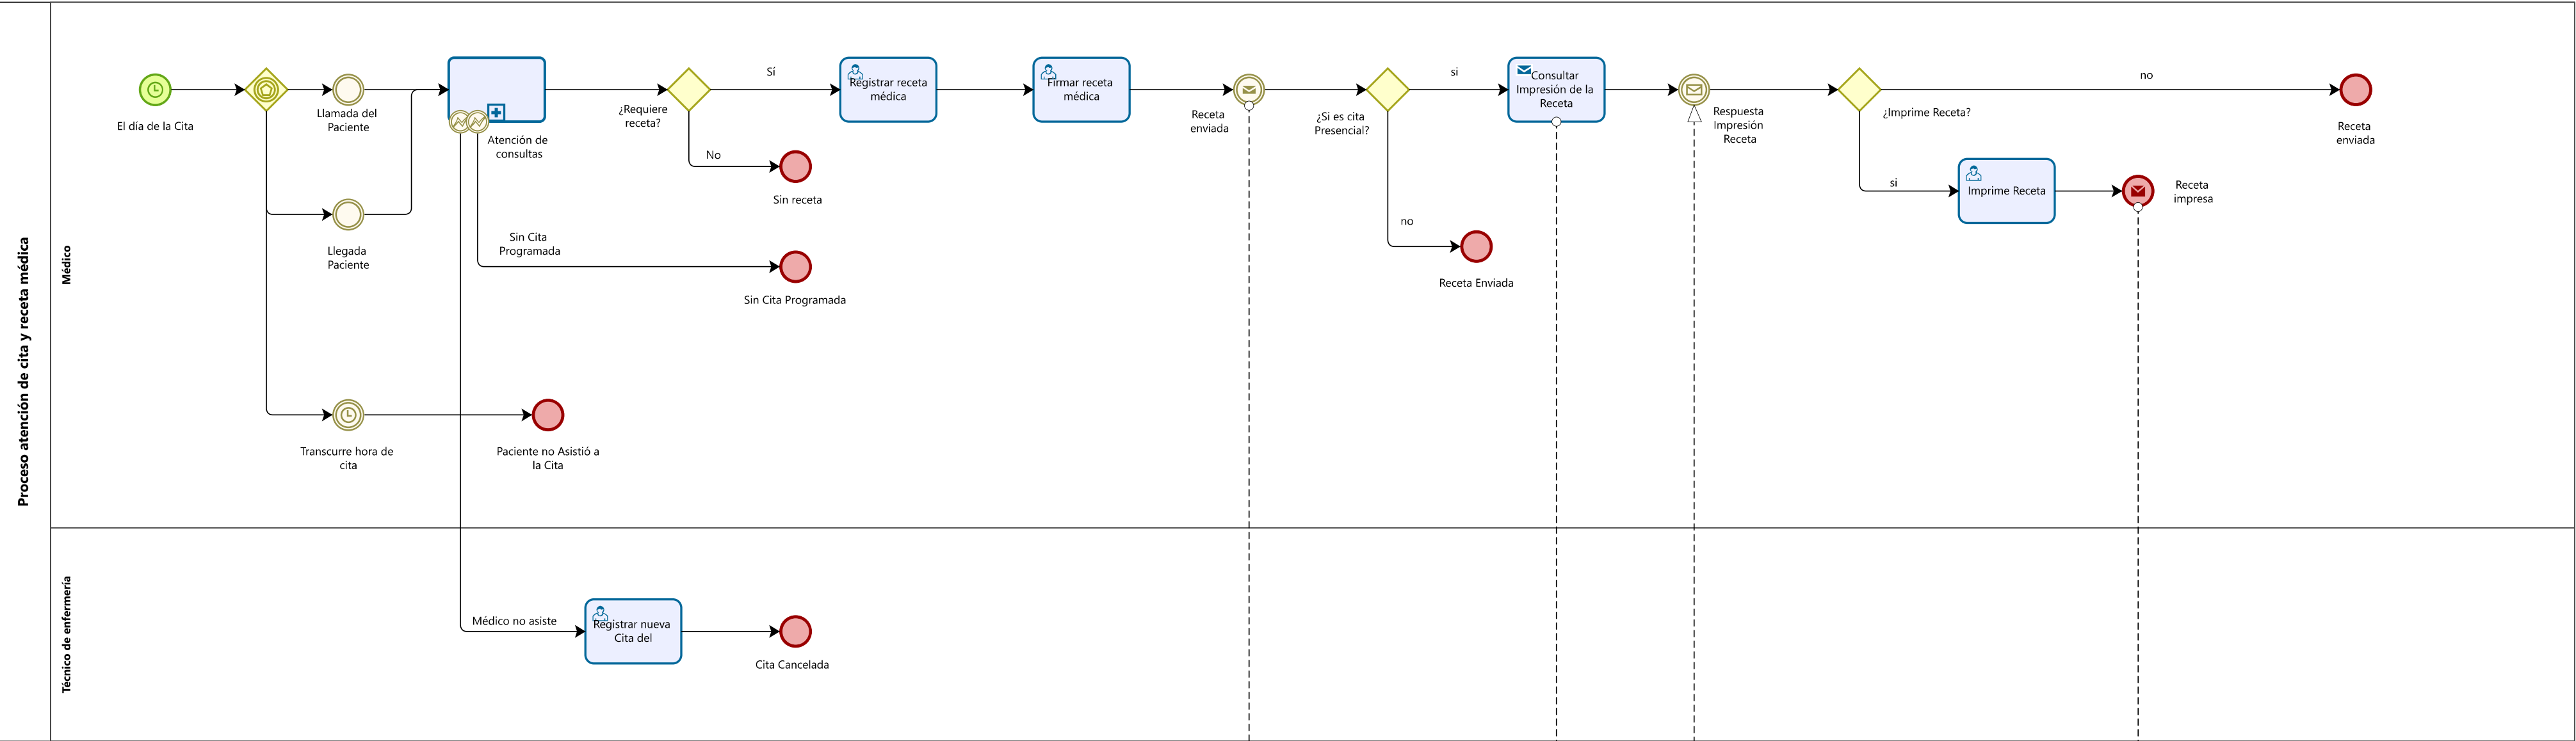 Proceso atención de cita y receta médica
Médico
El día de la Cita
Llamada del
Paciente
Llegada
Paciente
Transcurre hora de
cita
Paciente no Asistió a
la Cita
Atención de
consultas
Sin Cita
Programada
Sin Cita Programada
¿Requiere
receta?
Sí
No
Sin receta
Registrar receta
médica
Firmar receta
médica
Receta
enviada
¿Si es cita
Presencial?
si
no
Receta Enviada
Consultar
Impresión de la
Receta
Respuesta
Impresión
Receta
¿Imprime Receta?
no
Receta
enviada
si
Imprime Receta
Receta
impresa
Técnico de enfermería
Médico no asiste
Registrar nueva
Cita del
Cita Cancelada